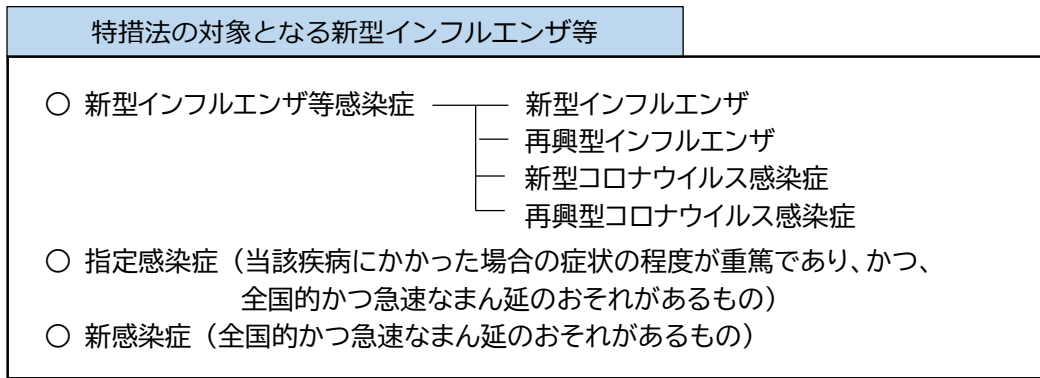 特措法の対象となる新型インフルエンザ等
○ 新型インフルエンザ等感染症 新型インフルエンザ
再興型インフルエンザ
新型コロナウイルス感染症
再興型コロナウイルス感染症
○ 指定感染症（当該疾病にかかった場合の症状の程度が重篤であり、かつ、
全国的かつ急速なまん延のおそれがあるもの）
○ 新感染症（全国的かつ急速なまん延のおそれがあるもの）